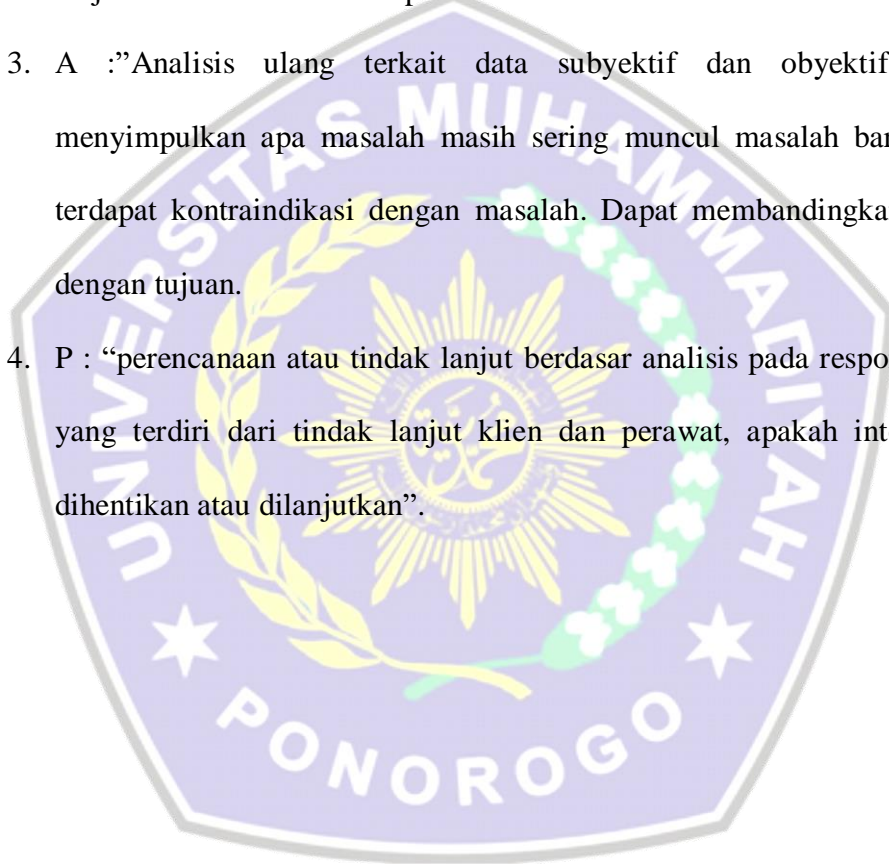 3. A :”Analisis ulang terkait data subyektif dan obyektif
menyimpulkan apa masalah masih sering muncul masalah bar
terdapat kontraindikasi dengan masalah. Dapat membandingka
dengan tujuan.
4. P : “perencanaan atau tindak lanjut berdasar analisis pada respo
yang terdiri dari tindak lanjut klien dan perawat, apakah int
dihentikan atau dilanjutkan”.
UNIVERSITAS MUHAMMADIYAH
PONOROGO